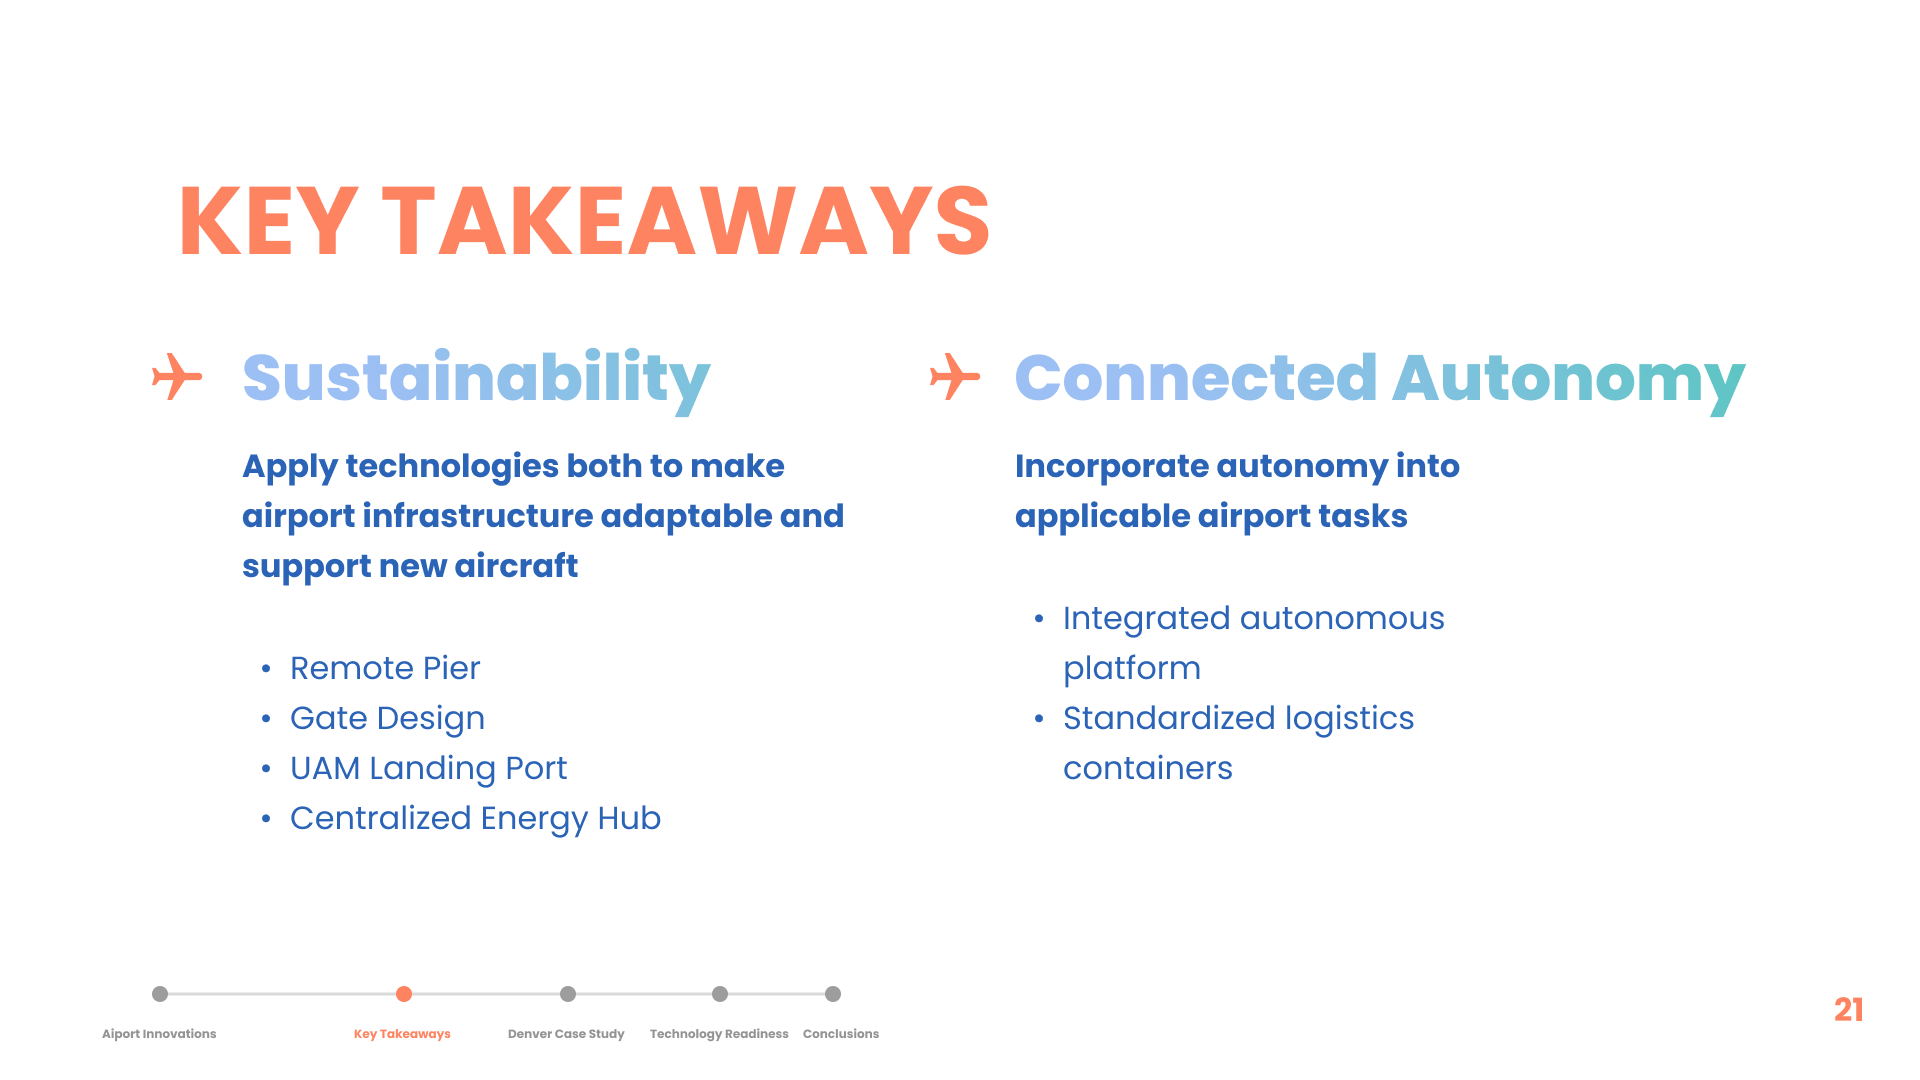 KEY TAKEAWAYS
Sustainability
Apply technologies both to make
airport infrastructure adaptable and
support new aircraft
• Remote Pier
• Gate Design
• UAM Landing Port
• Centralized Energy Hub
Connected Autonomy
Incorporate autonomy into
applicable airport tasks
• Integrated autonomous
platform
• Standardized logistics
containers
Aiport Innovations
Key Takeaways
Denver Case Study
Technology Readiness
Conclusions
21